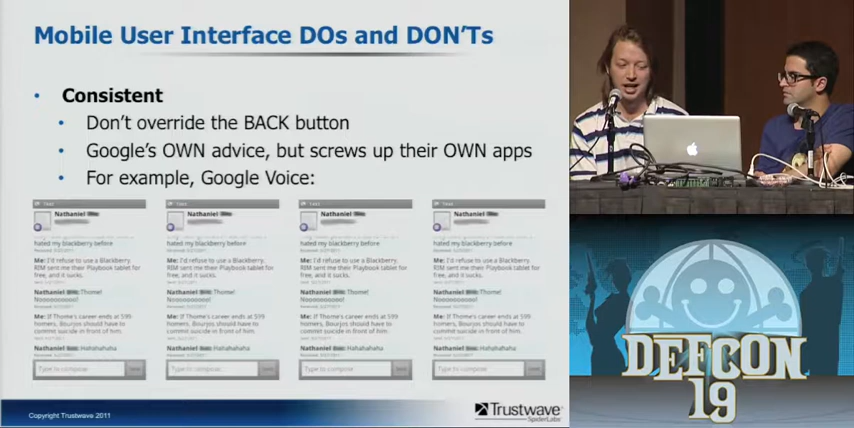 Mobile User Interface DOs and DON'Ts
• Consistent
• Don't override the BACK button
• Google's OWN advice, but screws up their OWN apps
• For example, Google Voice:
Nathaniel
hated my blackberry before
Me: I'd refuse to use a Blackberry.
RIM sent me their Playbook tablet for
free, and it sucks.
Nathaniel Thome!
Nooooooooo!
Me: If Thome's career ends at 599
homers, Bourjos should have to
commit suicide in front of him.
Nathaniel Hahahahaha
Type to compose
Nathaniel
hated my blackberry before
Me: I'd refuse to use a Blackberry.
RIM sent me their Playbook tablet for
free, and it sucks.
Nathaniel Thome!
Nooooooooo!
Me: If Thome's career ends at 599
homers, Bourjos should have to
commit suicide in front of him.
Nathaniel Hahahahaha
Type to compose
Nathaniel
hated my blackberry before
Me: I'd refuse to use a Blackberry.
RIM sent me their Playbook tablet for
free, and it sucks.
Nathaniel Thome!
Nooooooooo!
Me: If Thome's career ends at 599
homers, Bourjos should have to
commit suicide in front of him.
Nathaniel Hahahahaha
Type to compose
Nathaniel
hated my blackberry before
Me: I'd refuse to use a Blackberry.
RIM sent me their Playbook tablet for
free, and it sucks.
Nathaniel Thome!
Nooooooooo!
Me: If Thome's career ends at 599
homers, Bourjos should have to
commit suicide in front of him.
Nathaniel Hahahahaha
Type to compose
Copyright Trustwave 2011
Trustwave®
SpiderLabs
DEFCON
19